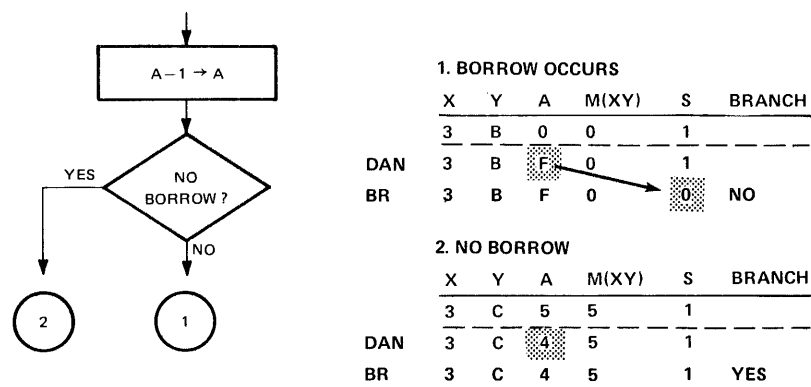 A−1 → A
YES
NO
BORROW ?
NO
2
1
1. BORROW OCCURS
X Y A M(XY) S BRANCH
3 B 0 0 1
DAN 3 B F 0 1
BR 3 B F 0 0 NO
2. NO BORROW
X Y A M(XY) S BRANCH
3 C 5 5 1
DAN 3 C 4 5 1
BR 3 C 4 5 1 YES